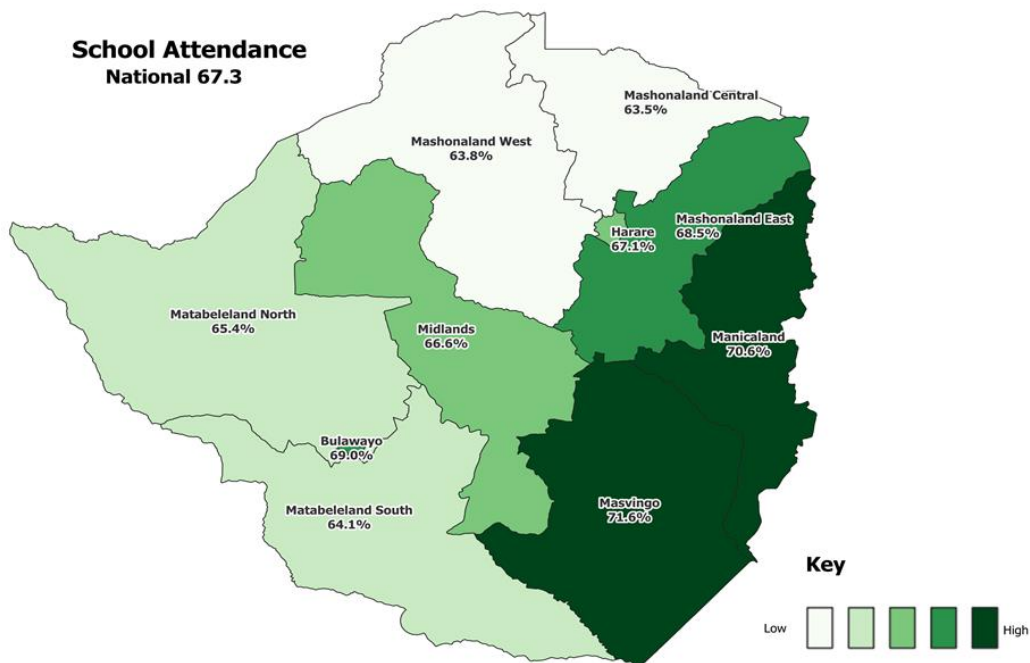 School Attendance
National 67.3
Mashonaland Central
63.5%
Mashonaland West
63.8%
Harare
67.1%
Mashonaland East
68.5%
Matabeleland North
65.4%
Midlands
66.6%
Manicaland
70.6%
Bulawayo
69.0%
Matabeleland South
64.1%
Masvingo
71.6%
Key
Low
High